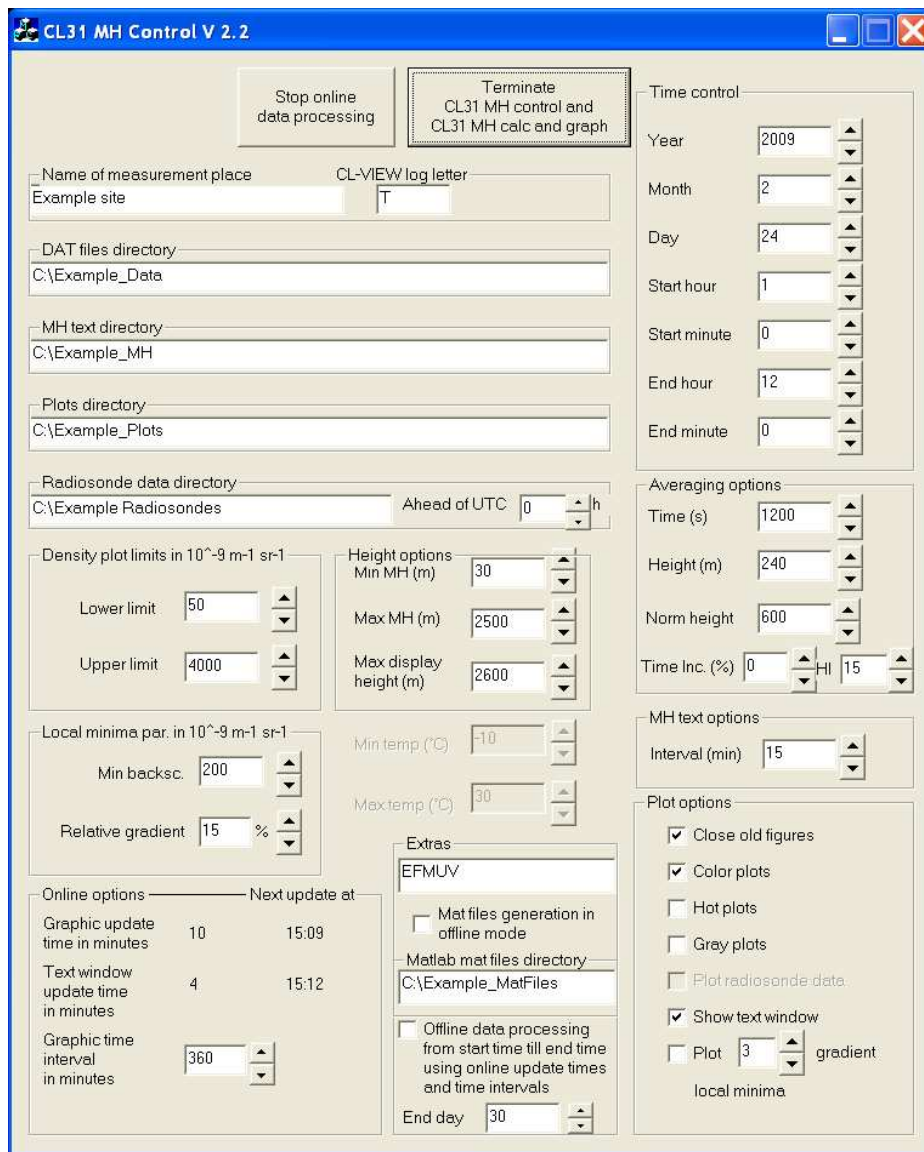 CL31 MH Control V 2.2
Stop online
data processing
Terminate
CL31 MH control and
CL31 MH calc and graph
Name of measurement place
CL-VIEW log letter
Example site
T
DAT files directory
C:\Example_Data
MH text directory
C:\Example_MH
Plots directory
C:\Example_Plots
Radiosonde data directory
C:\Example Radiosondes
Ahead of UTC 0 h
Density plot limits in 10^-9 m-1 sr-1
Lower limit 50
Upper limit 4000
Height options
Min MH (m) 30
Max MH (m) 2500
Max display
height (m) 2600
Local minima par. in 10^-9 m-1 sr-1
Min backsc. 200
Relative gradient 15 %
Min temp (°C) -10
Max temp (°C) 30
Online options
Next update at
Graphic update
time in minutes 10 15:09
Text window
update time
in minutes 4 15:12
Graphic time
interval
in minutes 360
Extras
EFMUV
Mat files generation in
offline mode
Matlab mat files directory
C:\Example_MatFiles
Offline data processing
from start time till end time
using online update times
and time intervals
End day 30
Time control
Year 2009
Month 2
Day 24
Start hour 1
Start minute 0
End hour 12
End minute 0
Averaging options
Time (s) 1200
Height (m) 240
Norm height 600
Time Inc. (%) 0 HI 15
MH text options
Interval (min) 15
Plot options
Close old figures
Color plots
Hot plots
Gray plots
Plot radiosonde data
Show text window
Plot 3 gradient
local minima